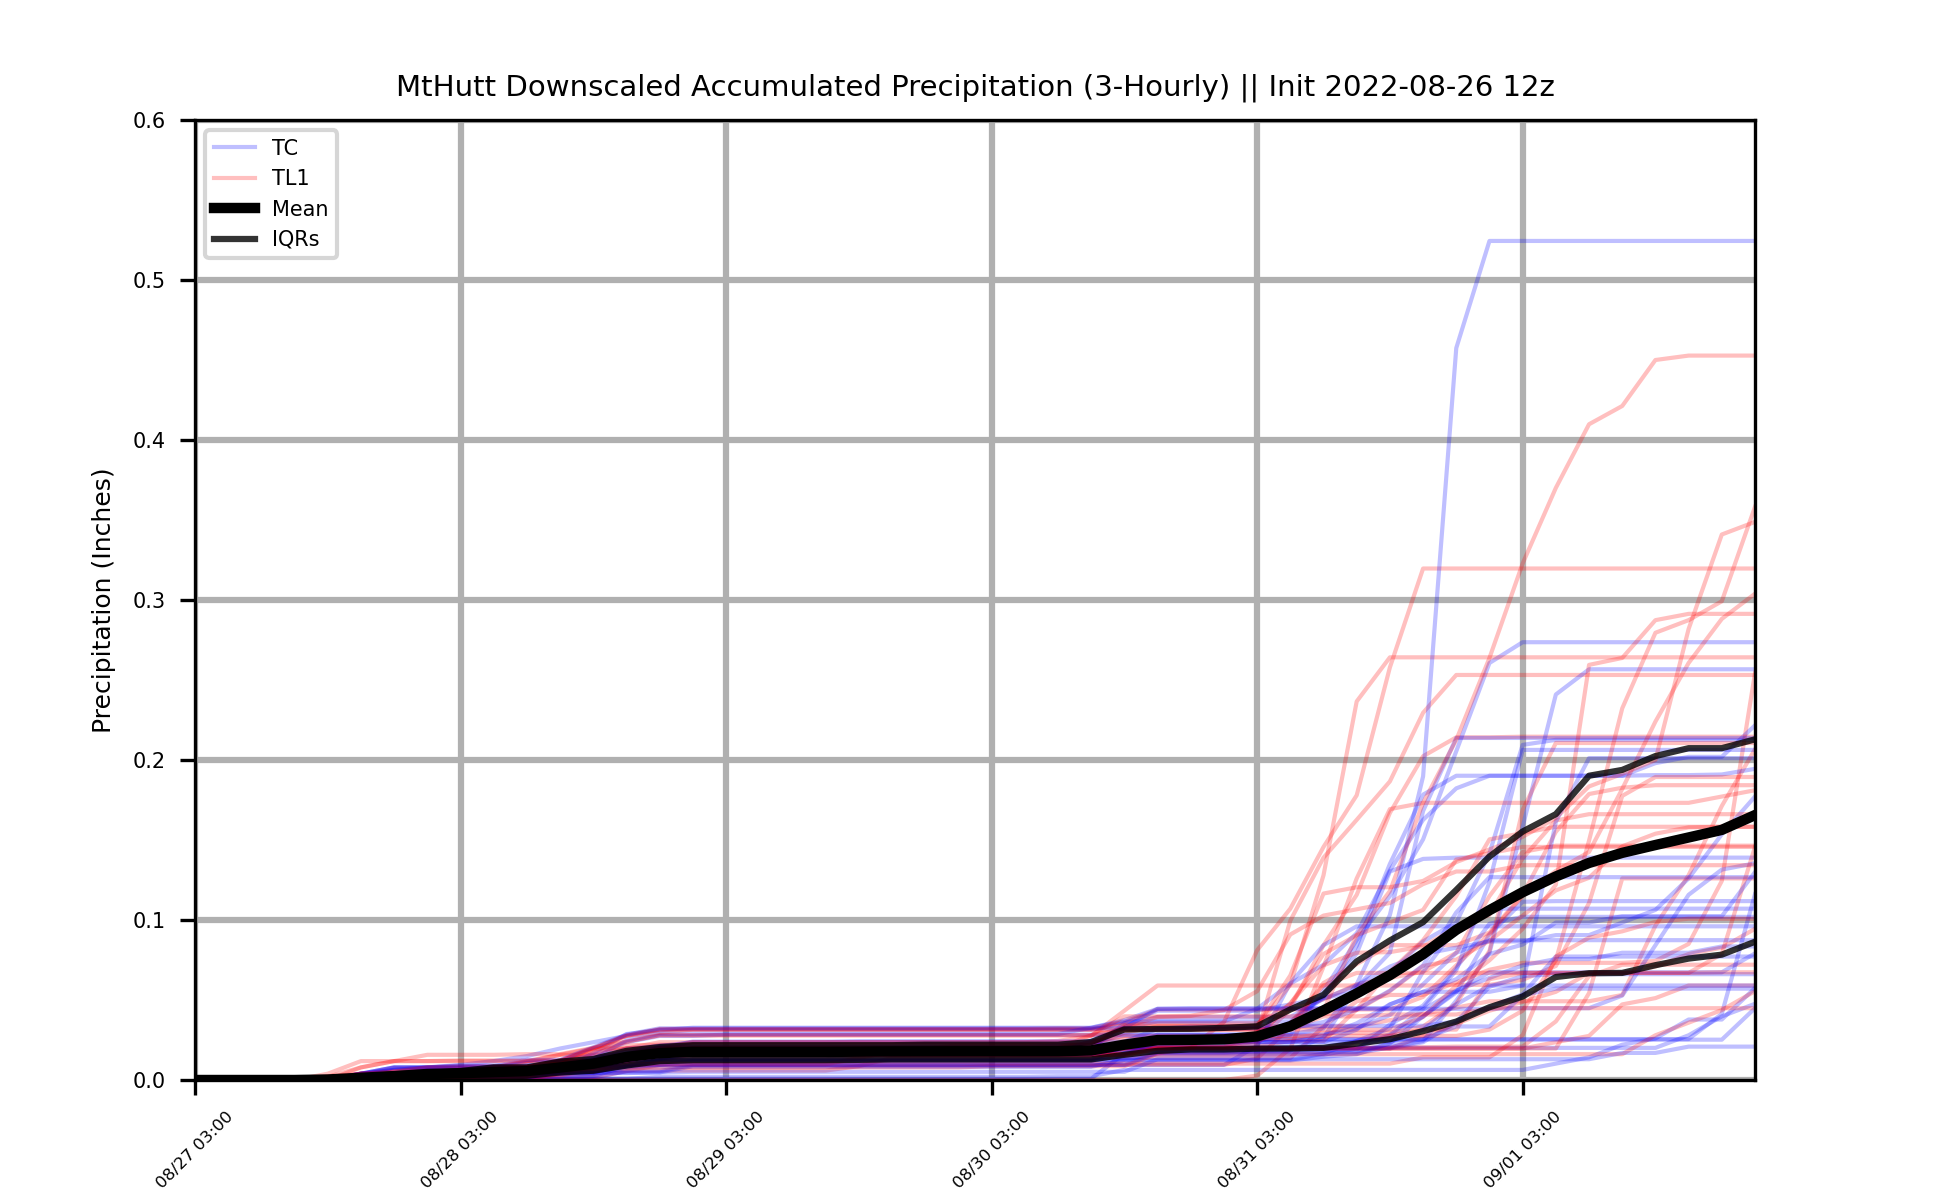 MtHutt Downscaled Accumulated Precipitation (3-Hourly) || Init 2022-08-26 12z
TC
TL1
Mean
IQRs
Precipitation (Inches)
0.6
0.5
0.4
0.3
0.2
0.1
0.0
08/27 03:00
08/28 03:00
08/29 03:00
08/30 03:00
08/31 03:00
09/01 03:00